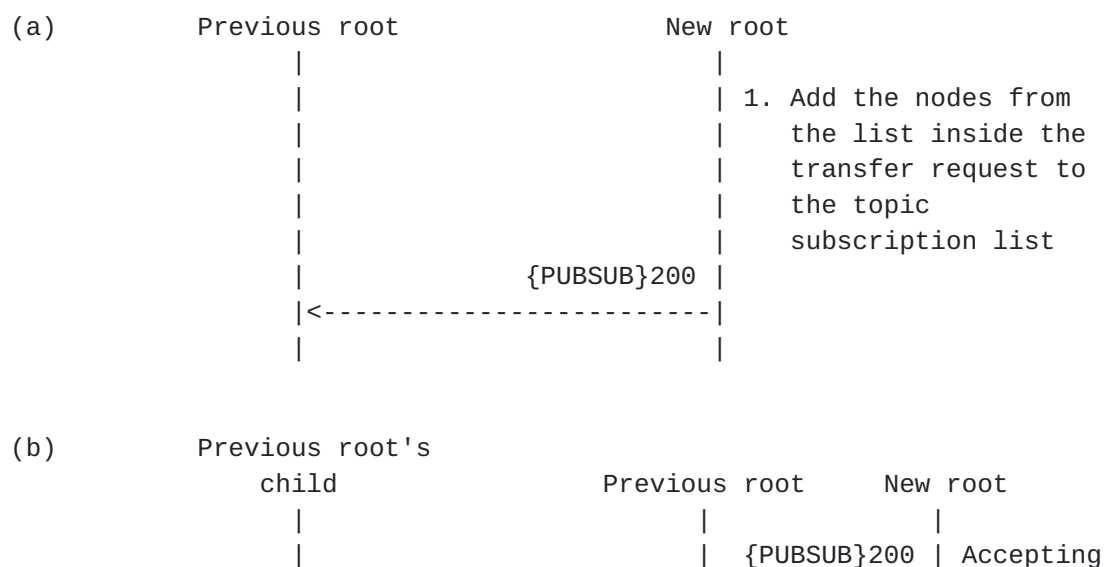 (a)         Previous root                 New root
                  |                          |
                  |                          | 1. Add the nodes from
                  |                          |    the list inside the
                  |                          |    transfer request to
                  |                          |    the topic
                  |                          |    subscription list
                  |              {PUBSUB}200 |
                  |<-------------------------|
                  |                          |
(b)         Previous root's
                child                 Previous root     New root
                  |                         |              |
                  |                         |  {PUBSUB}200 | Accepting